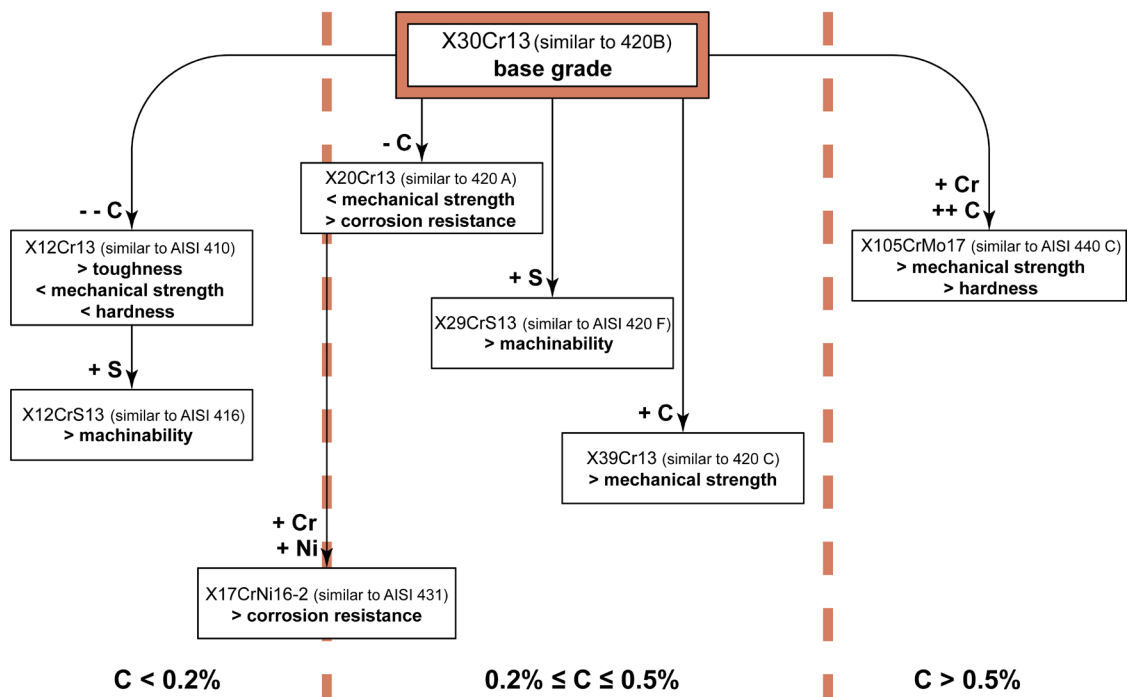 X30Cr13 (similar to 420B)
base grade
- C
X20Cr13 (similar to 420 A)
< mechanical strength
> corrosion resistance
+ Cr
++ C
- - C
X12Cr13 (similar to AISI 410)
> toughness
< mechanical strength
< hardness
X105CrMo17 (similar to AISI 440 C)
> mechanical strength
> hardness
+ S
X29CrS13 (similar to AISI 420 F)
> machinability
+ S
X12CrS13 (similar to AISI 416)
> machinability
+ C
X39Cr13 (similar to 420 C)
> mechanical strength
+ Cr
+ Ni
X17CrNi16-2 (similar to AISI 431)
> corrosion resistance
C < 0.2%
0.2% ≤ C ≤ 0.5%
C > 0.5%